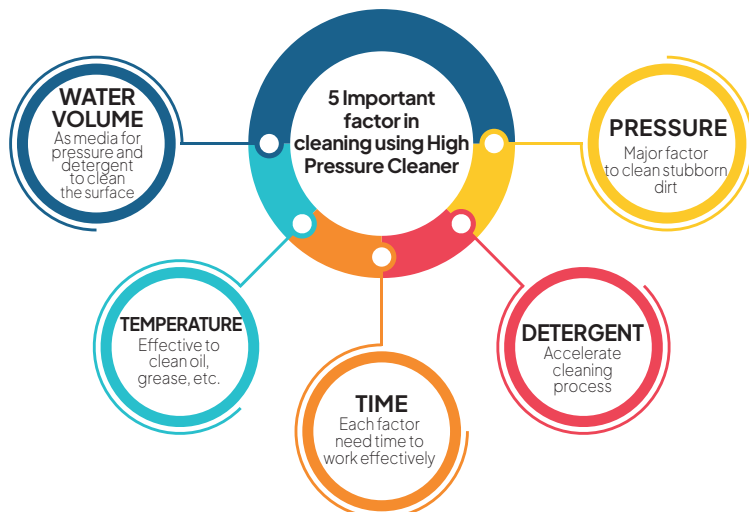 5 Important
factor in
cleaning using High
Pressure Cleaner
WATER
VOLUME
As media for
pressure and
detergent
to clean
the surface
PRESSURE
Major factor
to clean stubborn
dirt
TEMPERATURE
Effective to
clean oil,
grease, etc.
DETERGENT
Accelerate
cleaning
process
TIME
Each factor
need time to
work effectively